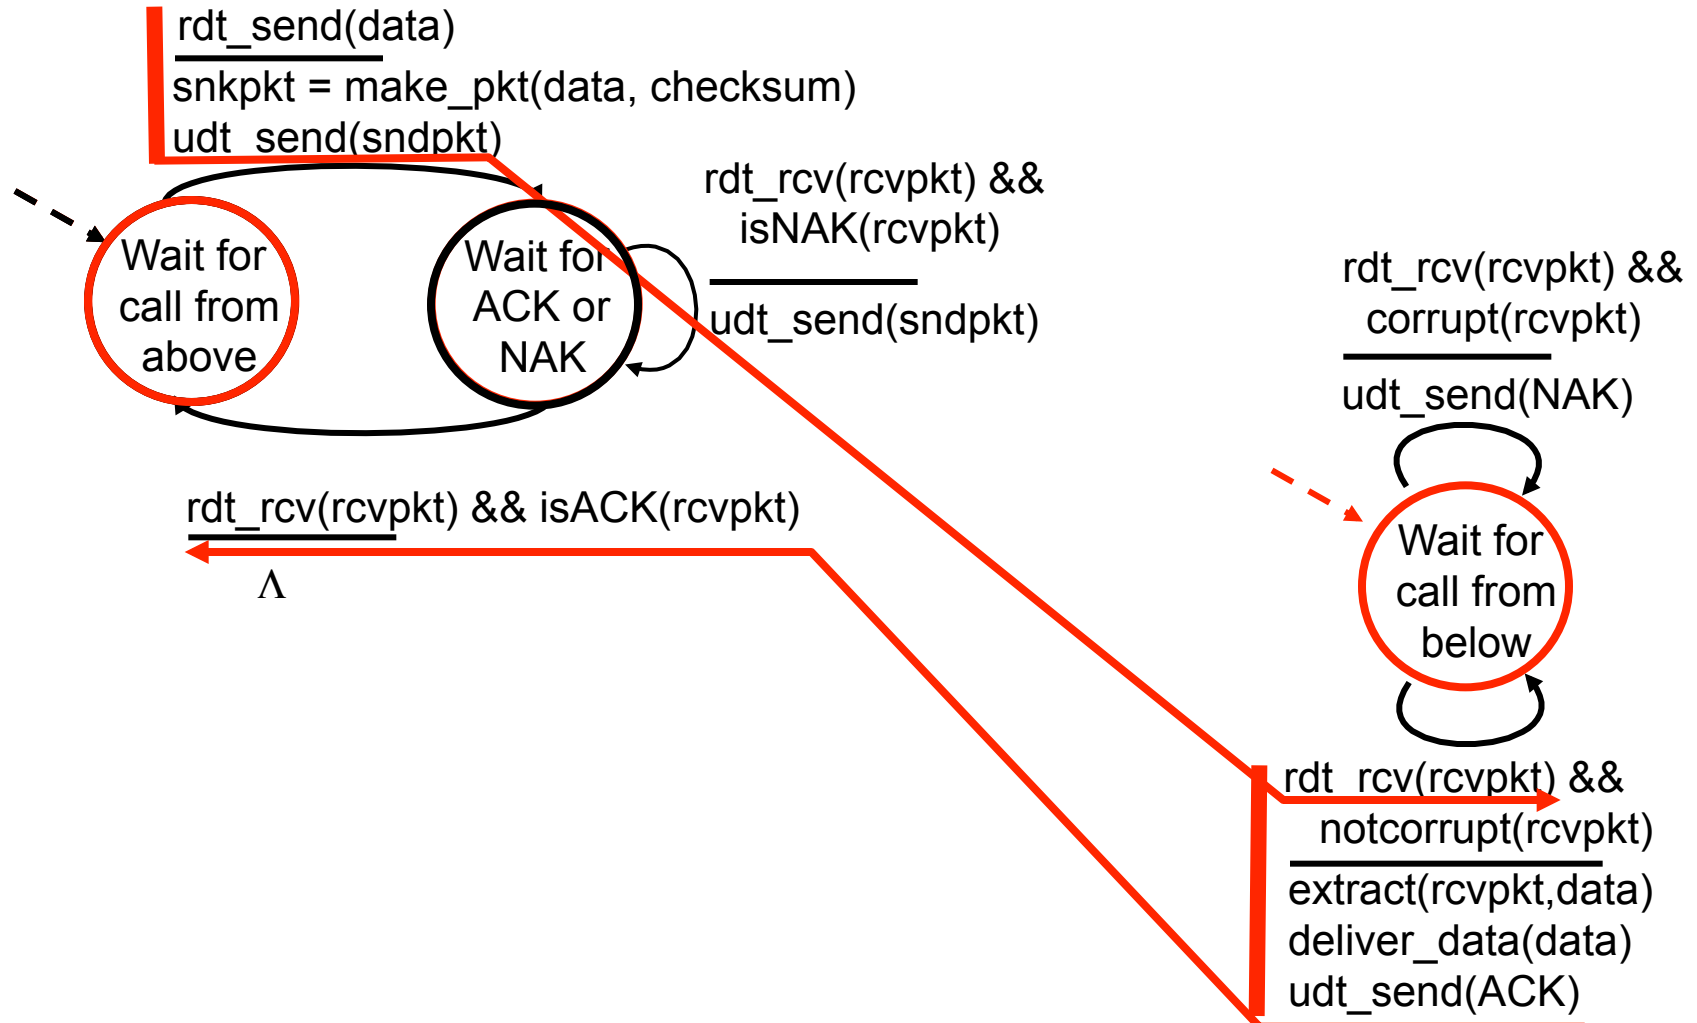 rdt_send(data)
snkpkt = make_pkt(data, checksum)
udt_send(sndpkt)
rdt_rcv(rcvpkt) &&
isNAK(rcvpkt)
udt_send(sndpkt)
Wait for
call from
above
Wait for
ACK or
NAK
rdt_rcv(rcvpkt) && isACK(rcvpkt)
Λ
rdt_rcv(rcvpkt) &&
corrupt(rcvpkt)
udt_send(NAK)
Wait for
call from
below
rdt_rcv(rcvpkt) &&
notcorrupt(rcvpkt)
extract(rcvpkt,data)
deliver_data(data)
udt_send(ACK)